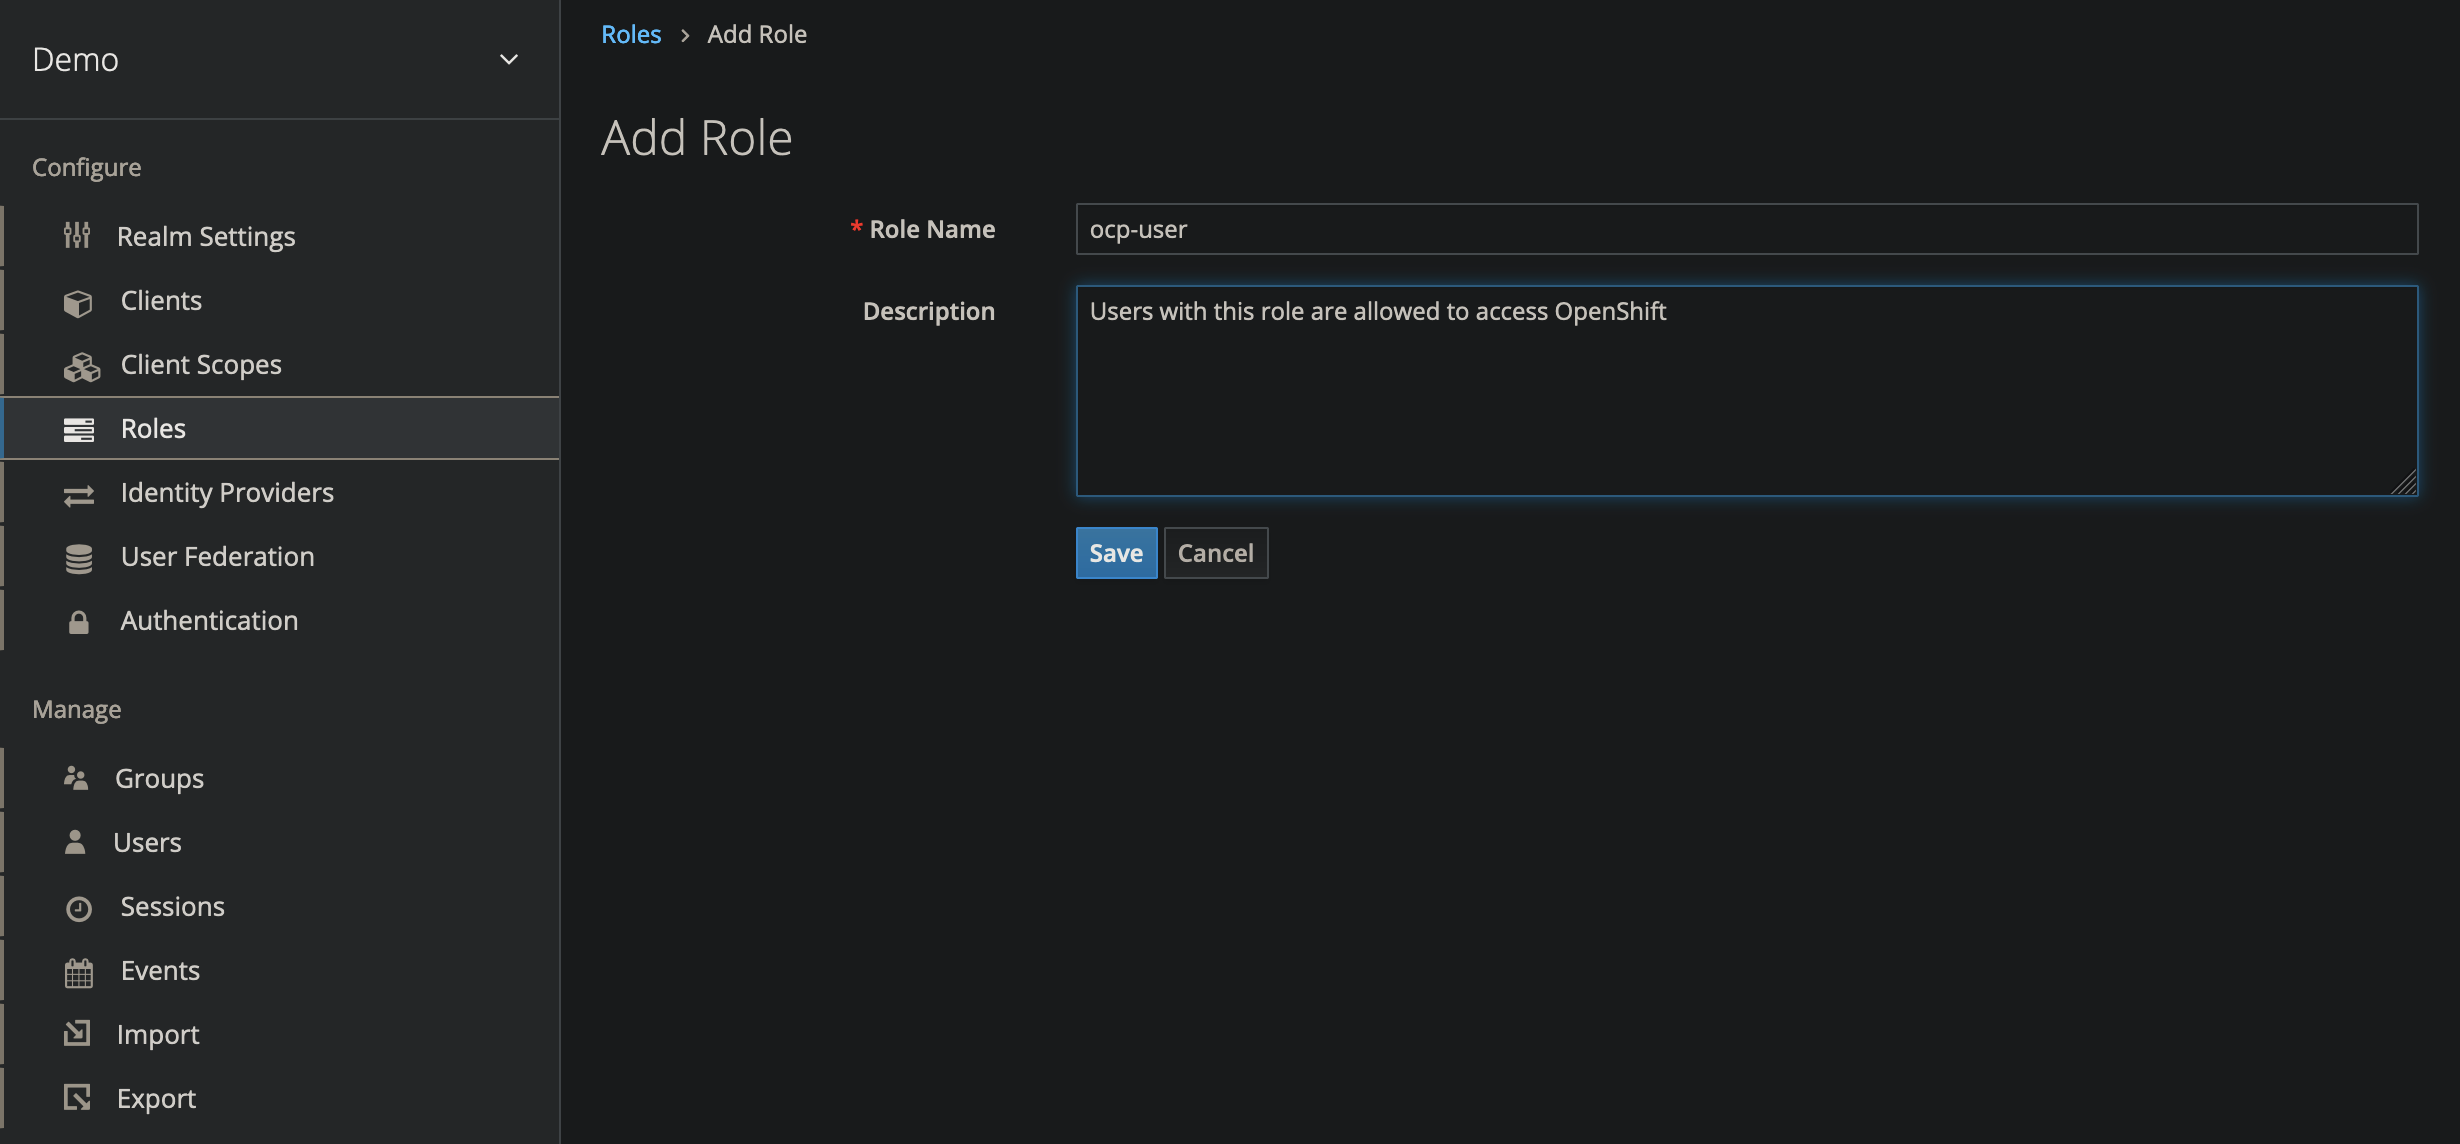 Demo
Configure
Realm Settings
Clients
Client Scopes
Roles
Identity Providers
User Federation
Authentication
Manage
Groups
Users
Sessions
Events
Import
Export
Roles > Add Role
Add Role
* Role Name ocp-user
Description Users with this role are allowed to access OpenShift
Save Cancel